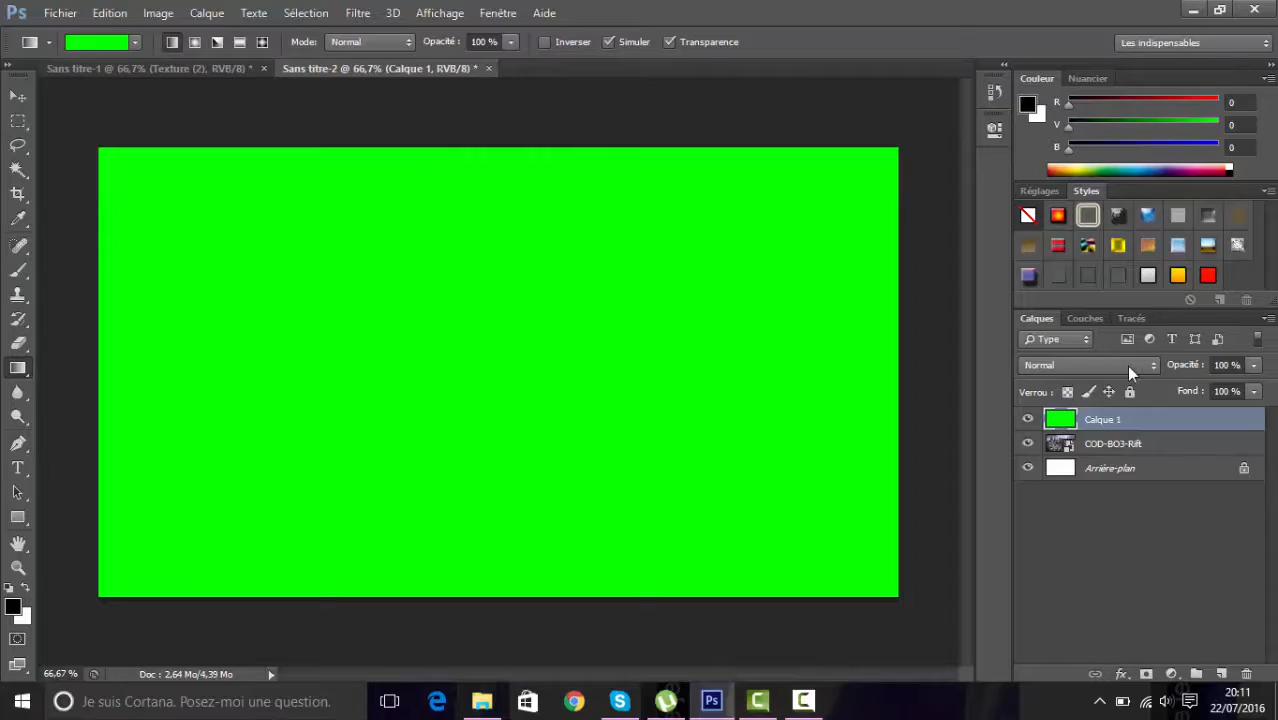 Ps Fichier Edition Image Calque Texte Sélection Filtre 3D Affichage Fenêtre Aide
Mode: Normal Opacité : 100 % Inverser Simuler Transparence Les indispensables
Sans titre-1 @ 66,7% (Texture (2), RVB/8) * × Sans titre-2 @ 66,7% (Calque 1, RVB/8) * ×
Couleur Nuancier
R 0
V 0
B 0
Réglages Styles
Calques Couches Tracés
Type
Normal Opacité : 100 %
Verrou : Fond : 100 %
Calque 1
COD-BO3-Rift
Arrière-plan
66,67 % Doc : 2,64 Mo/4,39 Mo
Je suis Cortana. Posez-moi une question.
20:11
22/07/2016